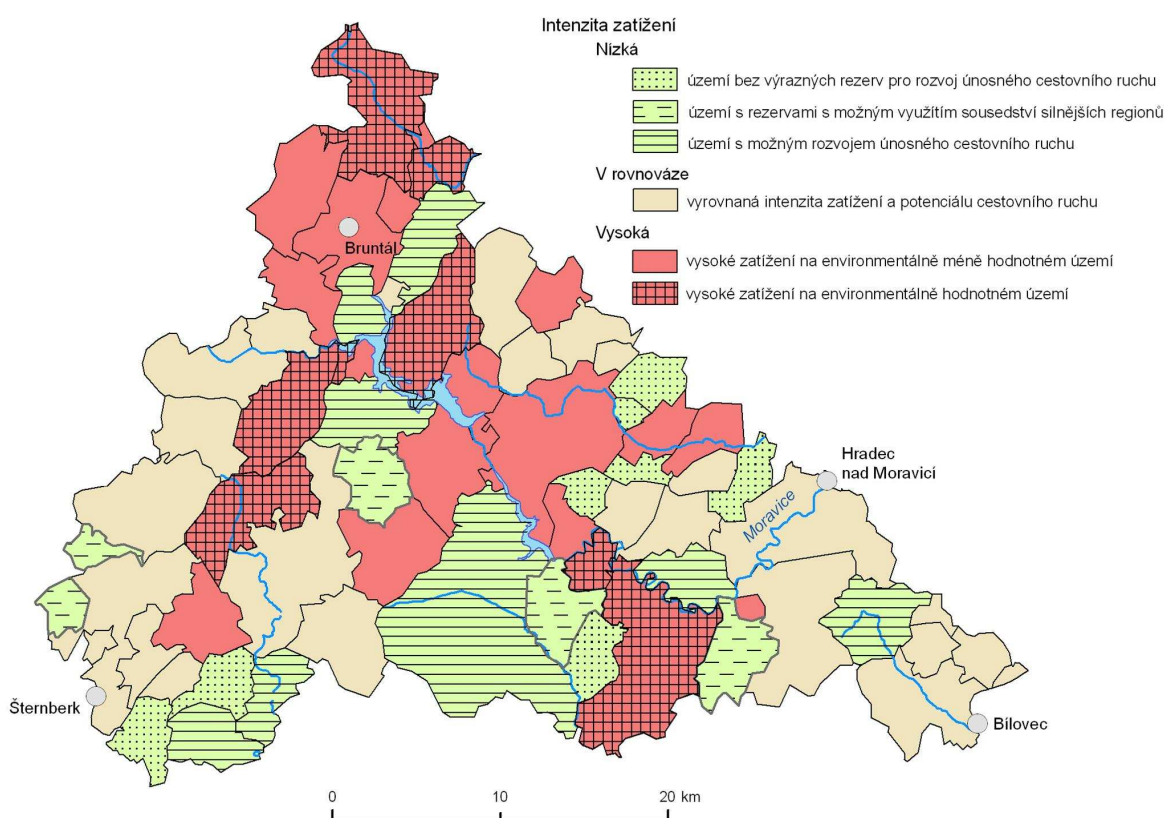 Intenzita zatížení
Nízká
území bez výrazných rezerv pro rozvoj únosného cestovního ruchu
území s rezervami s možným využítím sousedství silnějších regionů
území s možným rozvojem únosného cestovního ruchu
V rovnováze
vyrovnaná intenzita zatížení a potenciálu cestovního ruchu
Vysoká
vysoké zatížení na environmentálně méně hodnotném území
vysoké zatížení na environmentálně hodnotném území
Bruntál
Hradec
nad Moravicí
Moravice
Šternberk
Bílovec
0 10 20 km